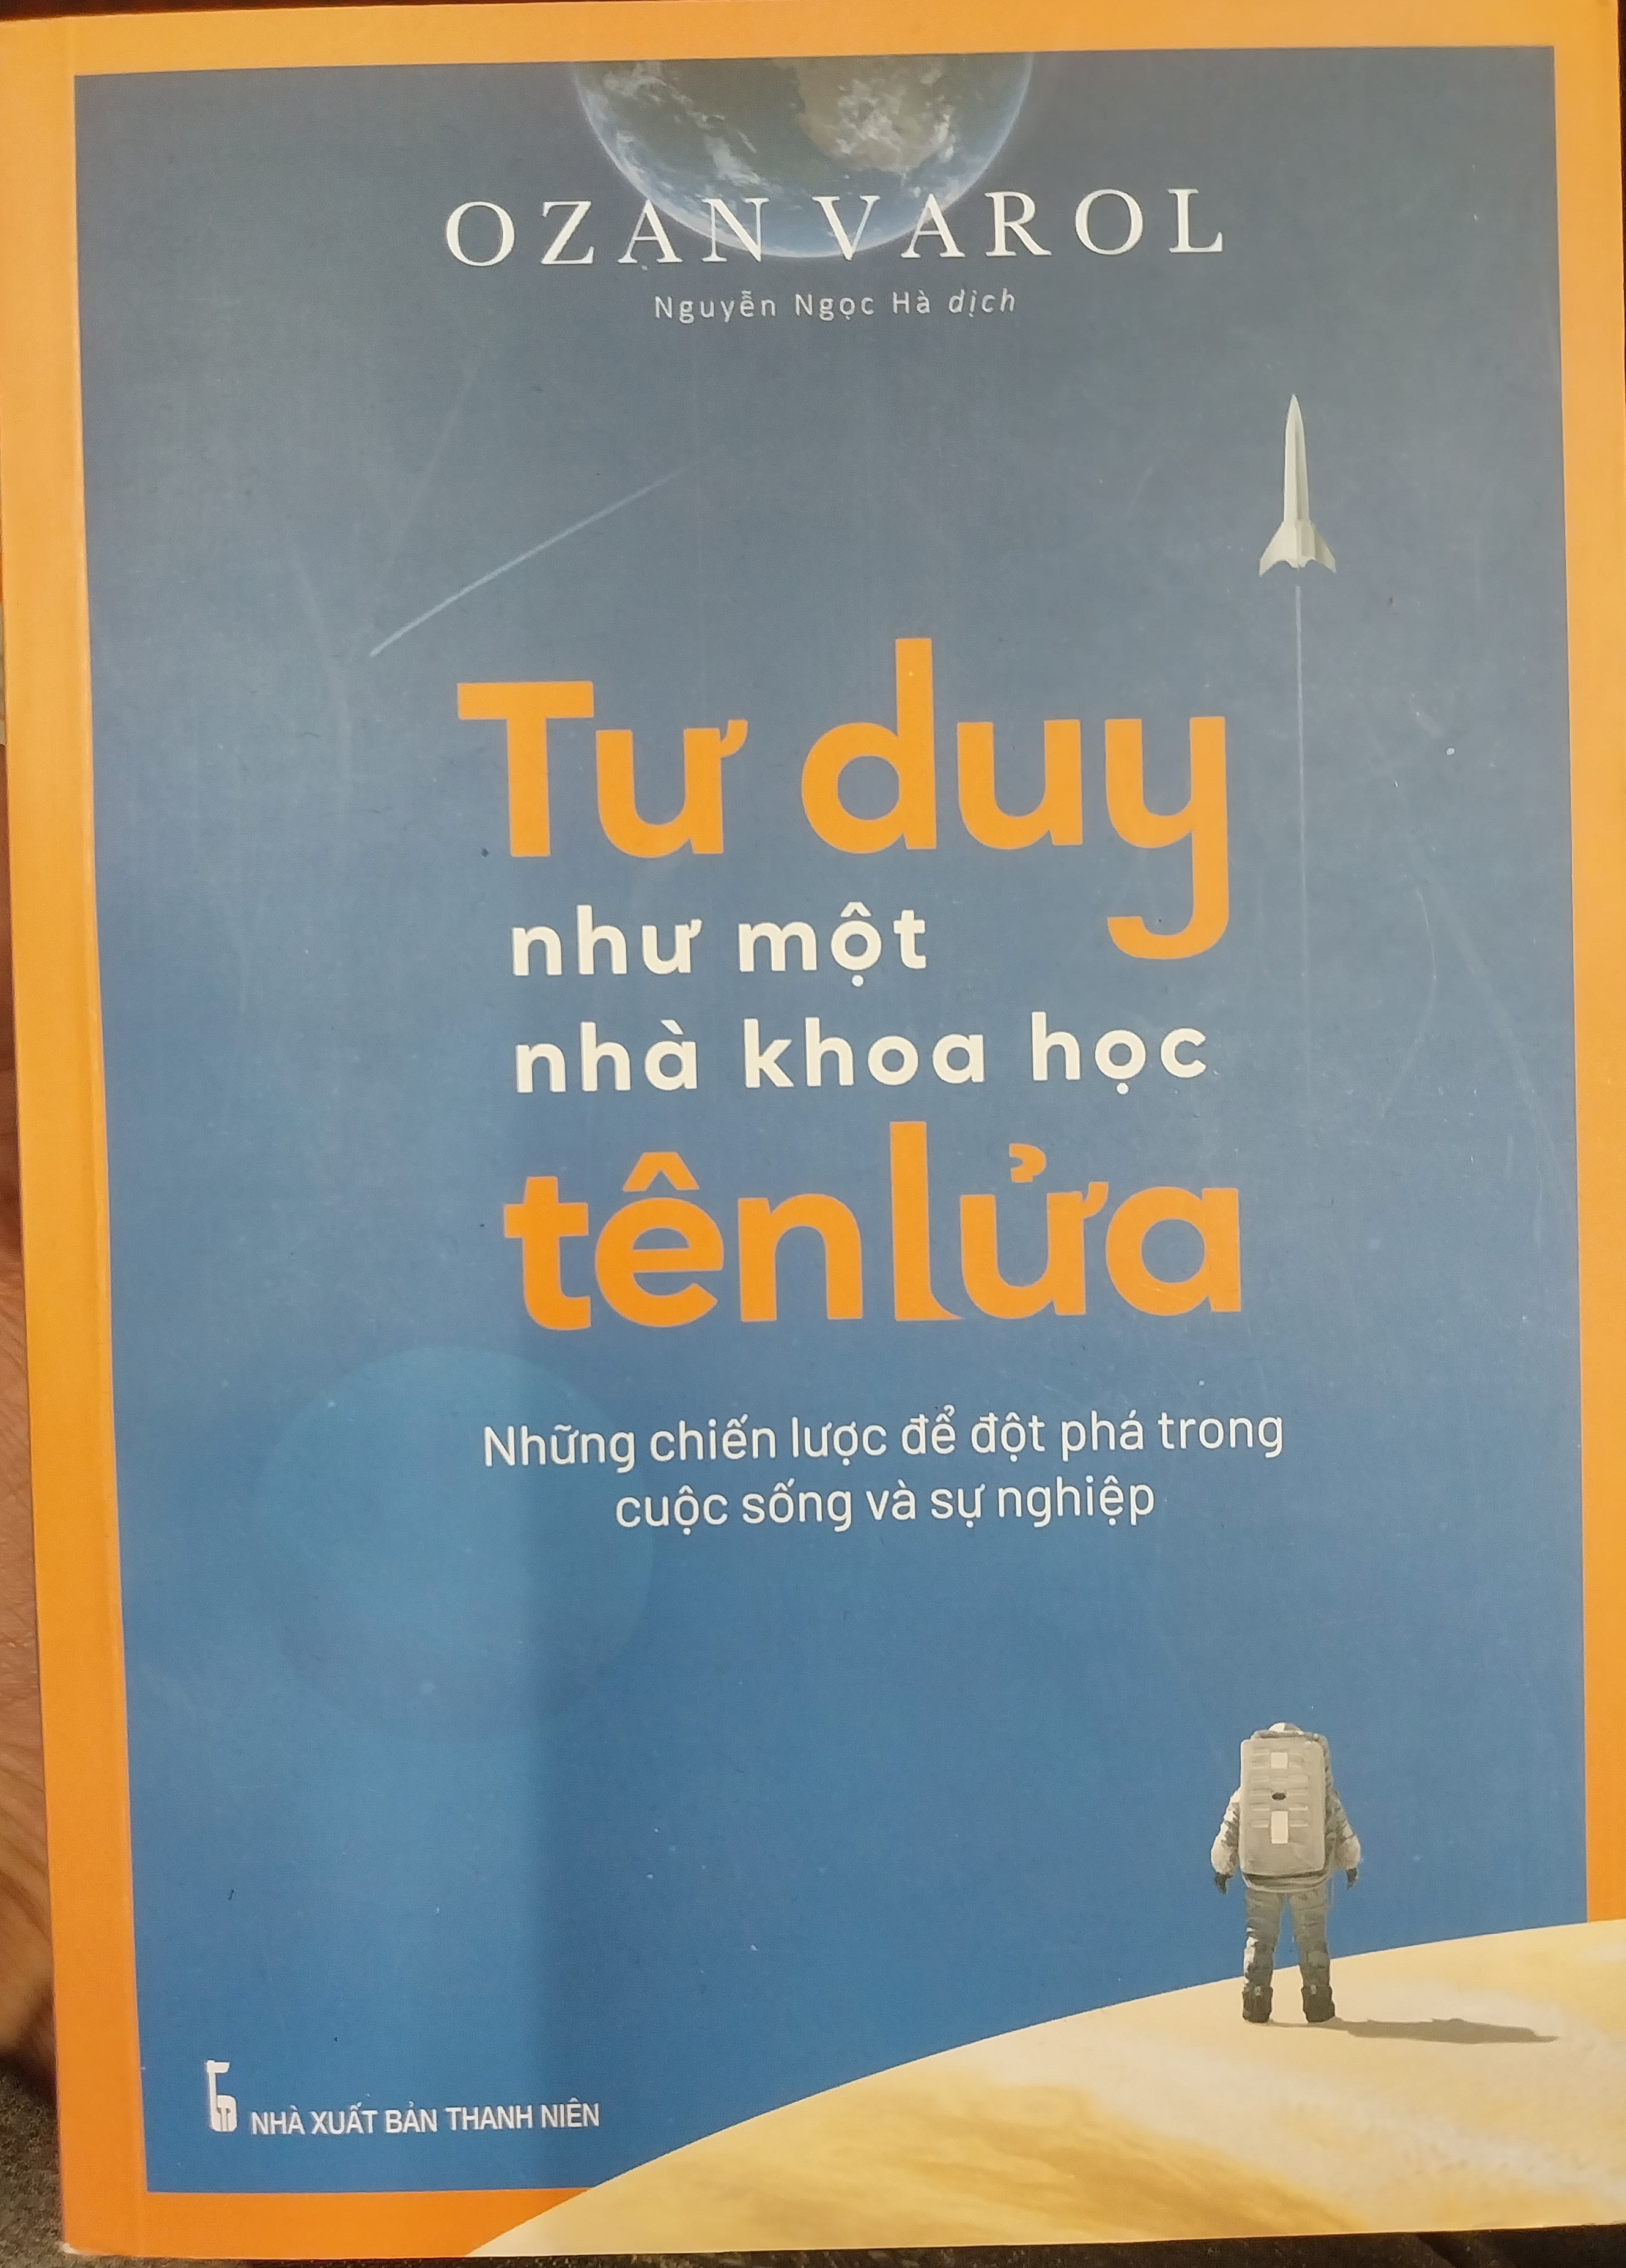 OZAN VAROL
Nguyễn Ngọc Hà dịch
Tư duy
như một
nhà khoa học
tên lửa
Những chiến lược để đột phá trong
cuộc sống và sự nghiệp
NHÀ XUẤT BẢN THANH NIÊN